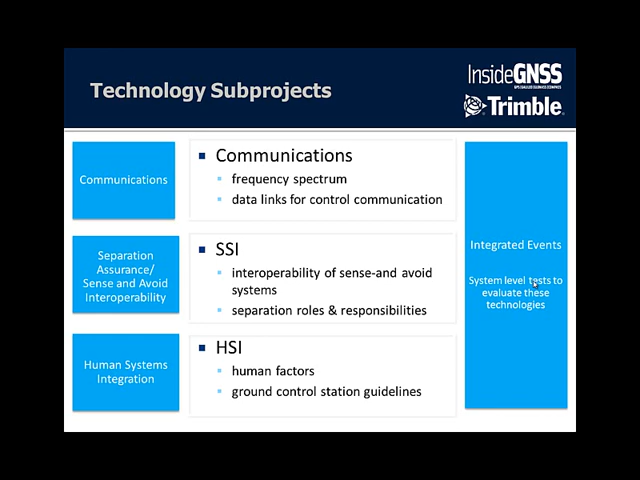 Technology Subprojects
InsideGNSS
Trimble
Communications
Communications
frequency spectrum
data links for control communication
Separation
Assurance/
Sense and Avoid
Interoperability
SSI
interoperability of sense-and avoid
systems
separation roles & responsibilities
Human Systems
Integration
HSI
human factors
ground control station guidelines
Integrated Events
System level tests to
evaluate these
technologies